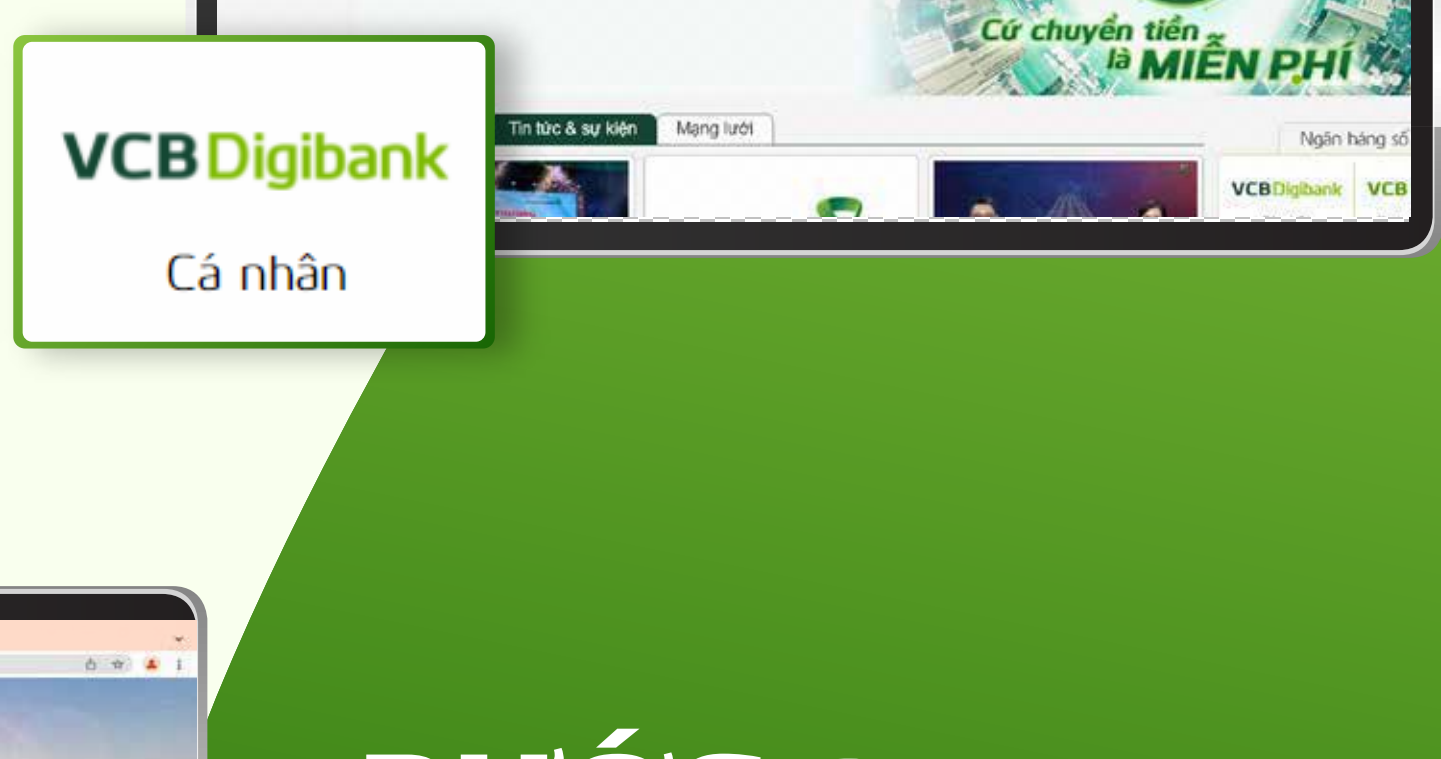 Cứ chuyển tiền
là MIỄN PHÍ
Tin tức & sự kiện
Mạng lưới
Ngân hàng số
VCBDigibank
VCB
VCBDigibank
Cá nhân
BƯỚC